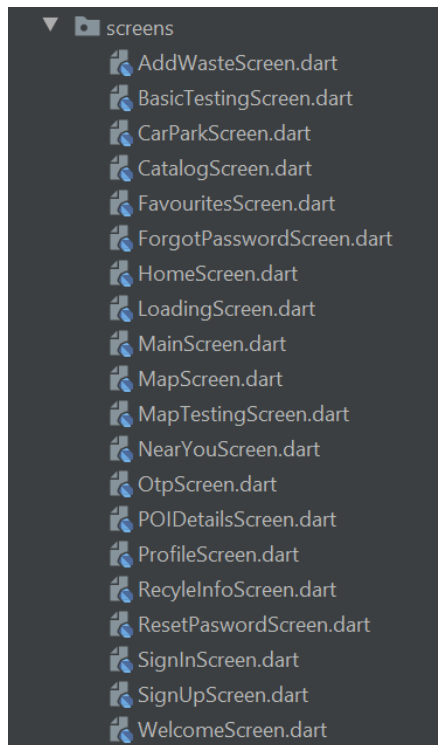 screens
AddWasteScreen.dart
BasicTestingScreen.dart
CarParkScreen.dart
CatalogScreen.dart
FavouritesScreen.dart
ForgotPasswordScreen.dart
HomeScreen.dart
LoadingScreen.dart
MainScreen.dart
MapScreen.dart
MapTestingScreen.dart
NearYouScreen.dart
OtpScreen.dart
POIDetailsScreen.dart
ProfileScreen.dart
RecyleInfoScreen.dart
ResetPaswordScreen.dart
SignInScreen.dart
SignUpScreen.dart
WelcomeScreen.dart